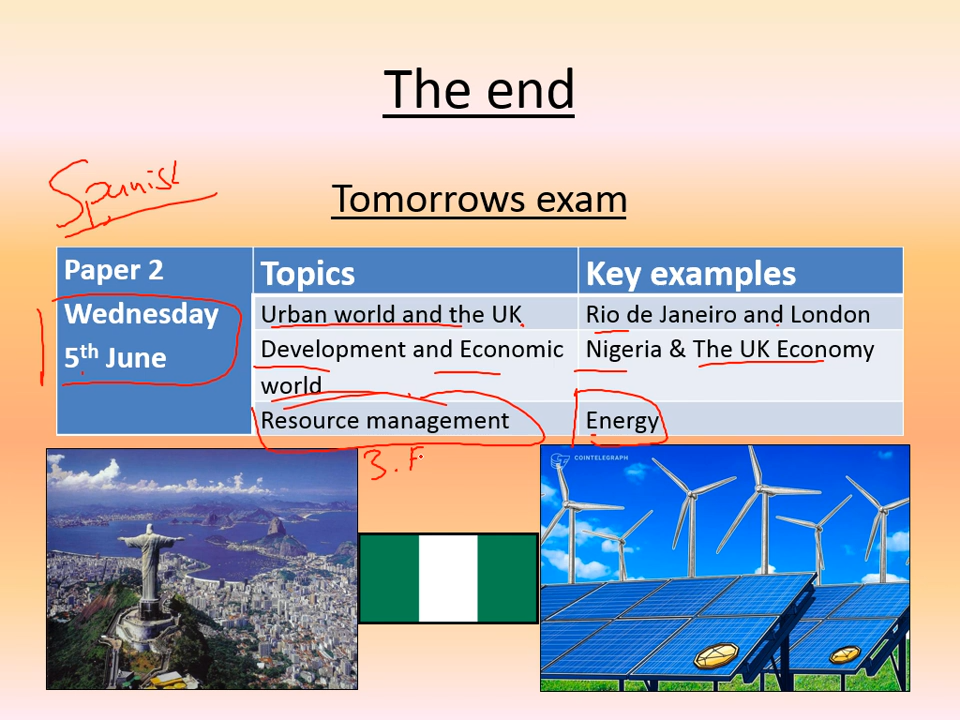 The end
Spanish
Tomorrows exam
Paper 2
Wednesday
5th June
Topics
Key examples
Urban world and the UK
Rio de Janeiro and London
Development and Economic
world
Nigeria & The UK Economy
Resource management
Energy
3. F
COINTELEGRAPH